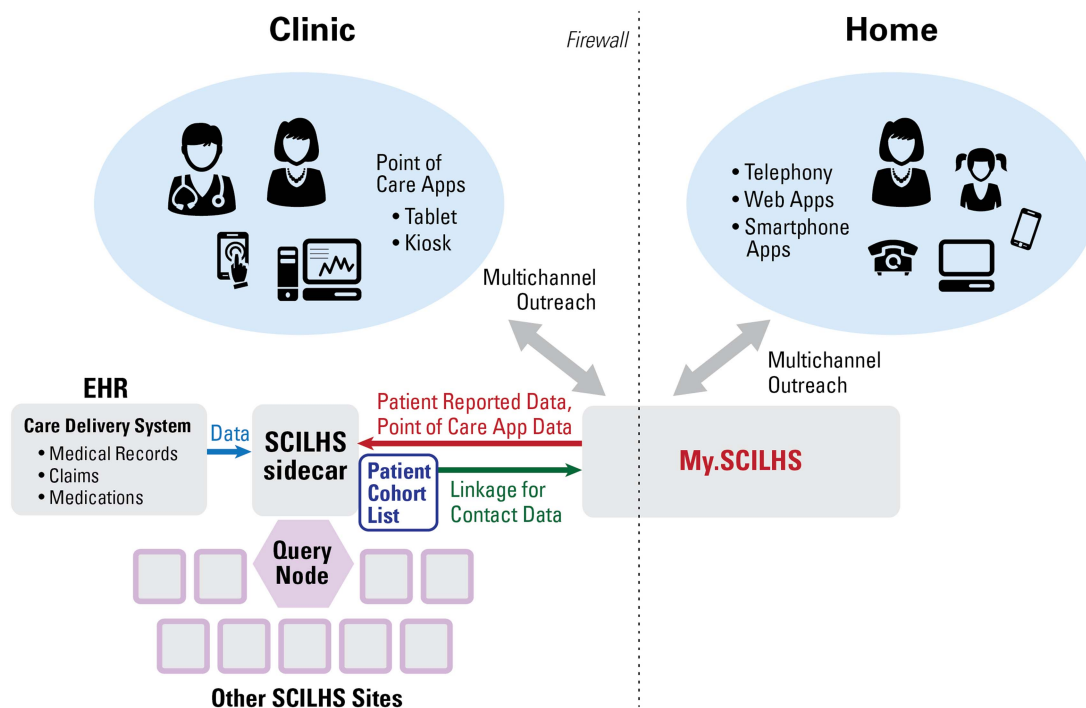 Clinic
Firewall
Home
Point of
Care Apps
• Tablet
• Kiosk
• Telephony
• Web Apps
• Smartphone
Apps
Multichannel
Outreach
Multichannel
Outreach
EHR
Care Delivery System
• Medical Records
• Claims
• Medications
Data
SCILHS
sidecar
Patient Reported Data,
Point of Care App Data
Patient
Cohort
List
Linkage for
Contact Data
My.SCILHS
Query
Node
Other SCILHS Sites